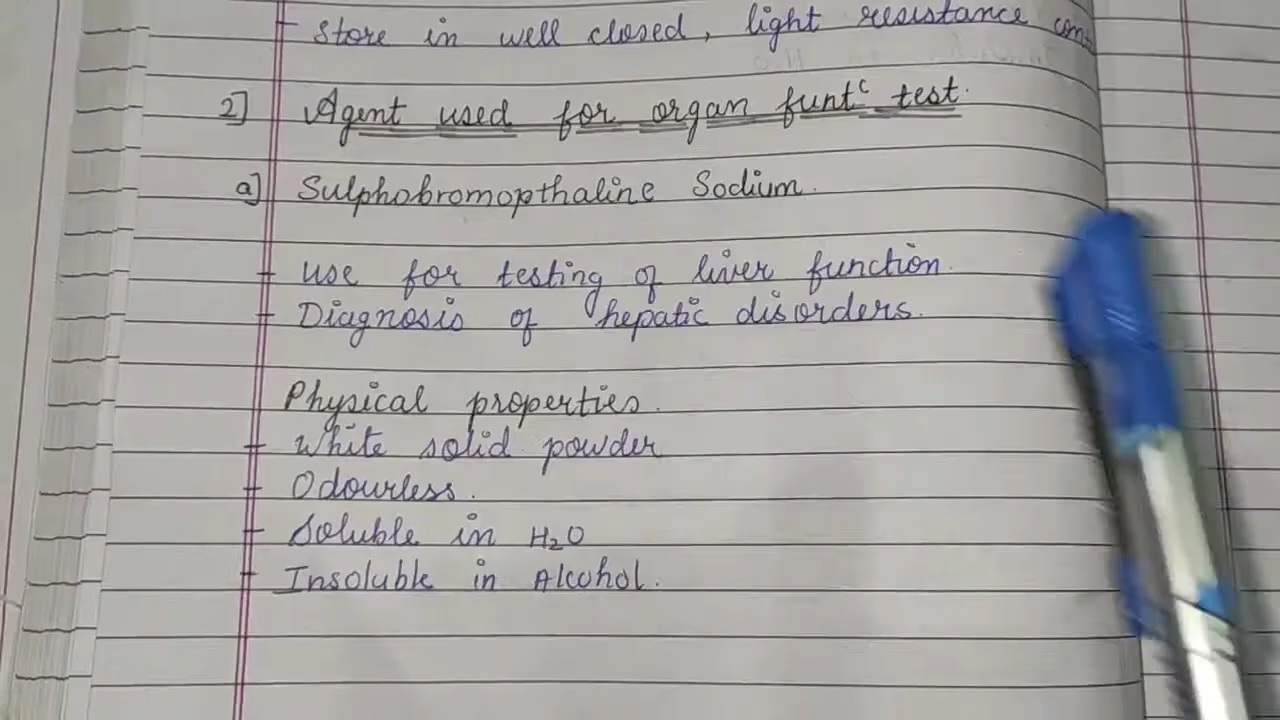 - Store in well closed, light resistance
2] Agent used for organ funtᶜ test.
a] Sulphobromopthaline Sodium.
- Use for testing of liver function.
- Diagnosis of hepatic disorders.
Physical properties.
- White solid powder
- Odourless.
- Soluble in H₂O
- Insoluble in Alcohol.